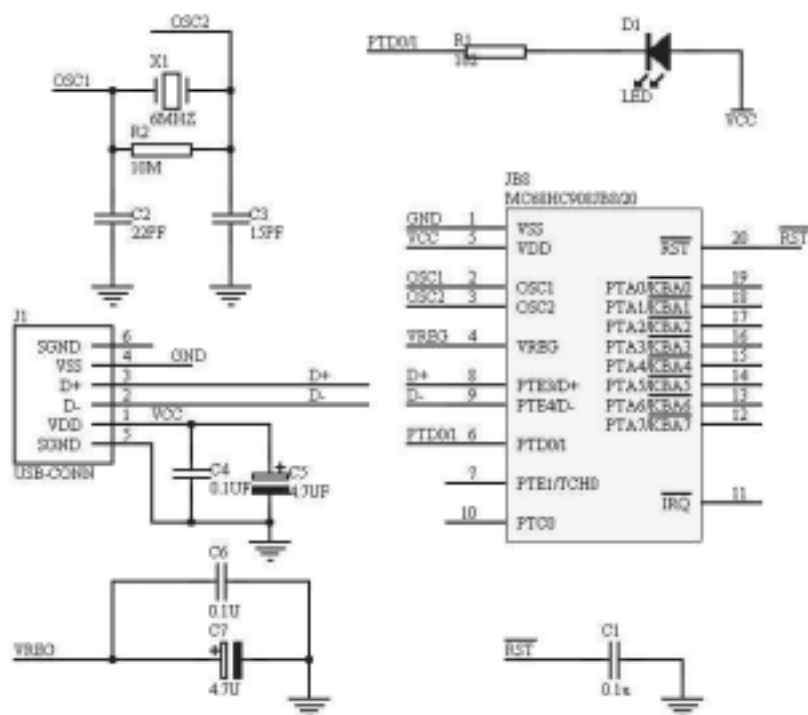 OSC2
X1
OSC1
6MHZ
R2
10M
C2
22PF
C3
15PF
PTD0/1
R1
D1
LED
VCC
JB8
MC68HC908JB8/20
GND 1 VSS
VCC 5 VDD
RST 20 RST
OSC1 2 OSC1
OSC2 3 OSC2
VREG 4 VREG
D+ 8 PTE3/D+
D- 9 PTE4/D-
PTD0/1 6 PTD0/1
7 PTE1/TCH0
10 PTC0
PTA0/KBA0 19
PTA1/KBA1 18
PTA2/KBA2 17
PTA3/KBA3 16
PTA4/KBA4 15
PTA5/KBA5 14
PTA6/KBA6 13
PTA7/KBA7 12
IRQ 11
J1
SGND 6
VSS 4 GND
D+ 3 D+
D- 2 D-
VDD 1 VCC
SGND 5
USB-CONN
C4
0.1UF
C5
4.7UF
C6
0.1U
VREG
C7
4.7U
RST
C1
0.1u